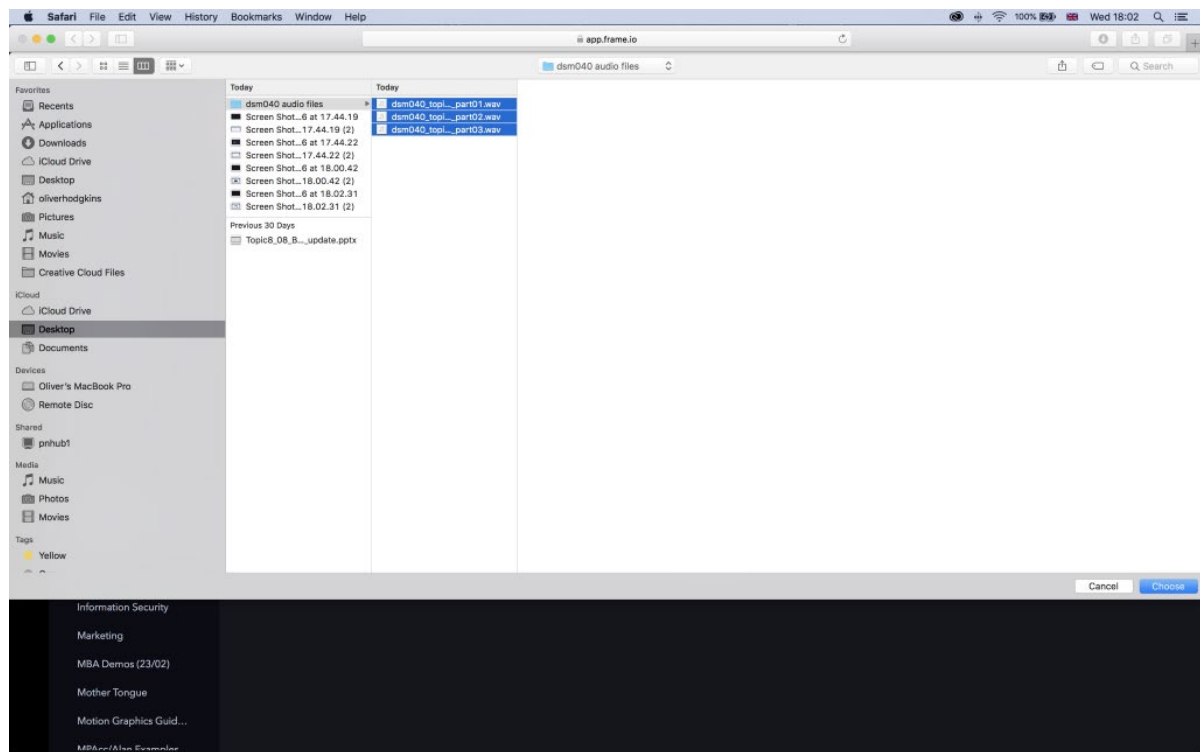 Safari File Edit View History Bookmarks Window Help 100% Wed 18:02
app.frame.io
dsm040 audio files Search
Favorites
Recents
Applications
Downloads
iCloud Drive
Desktop
oliverhodgkins
Pictures
Music
Movies
Creative Cloud Files
iCloud
iCloud Drive
Desktop
Documents
Devices
Oliver's MacBook Pro
Remote Disc
Shared
pnhub1
Media
Music
Photos
Movies
Tags
Yellow
Today
dsm040 audio files
Screen Shot...6 at 17.44.19
Screen Shot...17.44.19 (2)
Screen Shot...6 at 17.44.22
Screen Shot...17.44.22 (2)
Screen Shot...6 at 18.00.42
Screen Shot...18.00.42 (2)
Screen Shot...6 at 18.02.31
Screen Shot...18.02.31 (2)
Previous 30 Days
Topic8_08_B..._update.pptx
Today
dsm040_topi..._part01.wav
dsm040_topi..._part02.wav
dsm040_topi..._part03.wav
Cancel Choose
Information Security
Marketing
MBA Demos (23/02)
Mother Tongue
Motion Graphics Guid...
MPAcc/Alan Examples